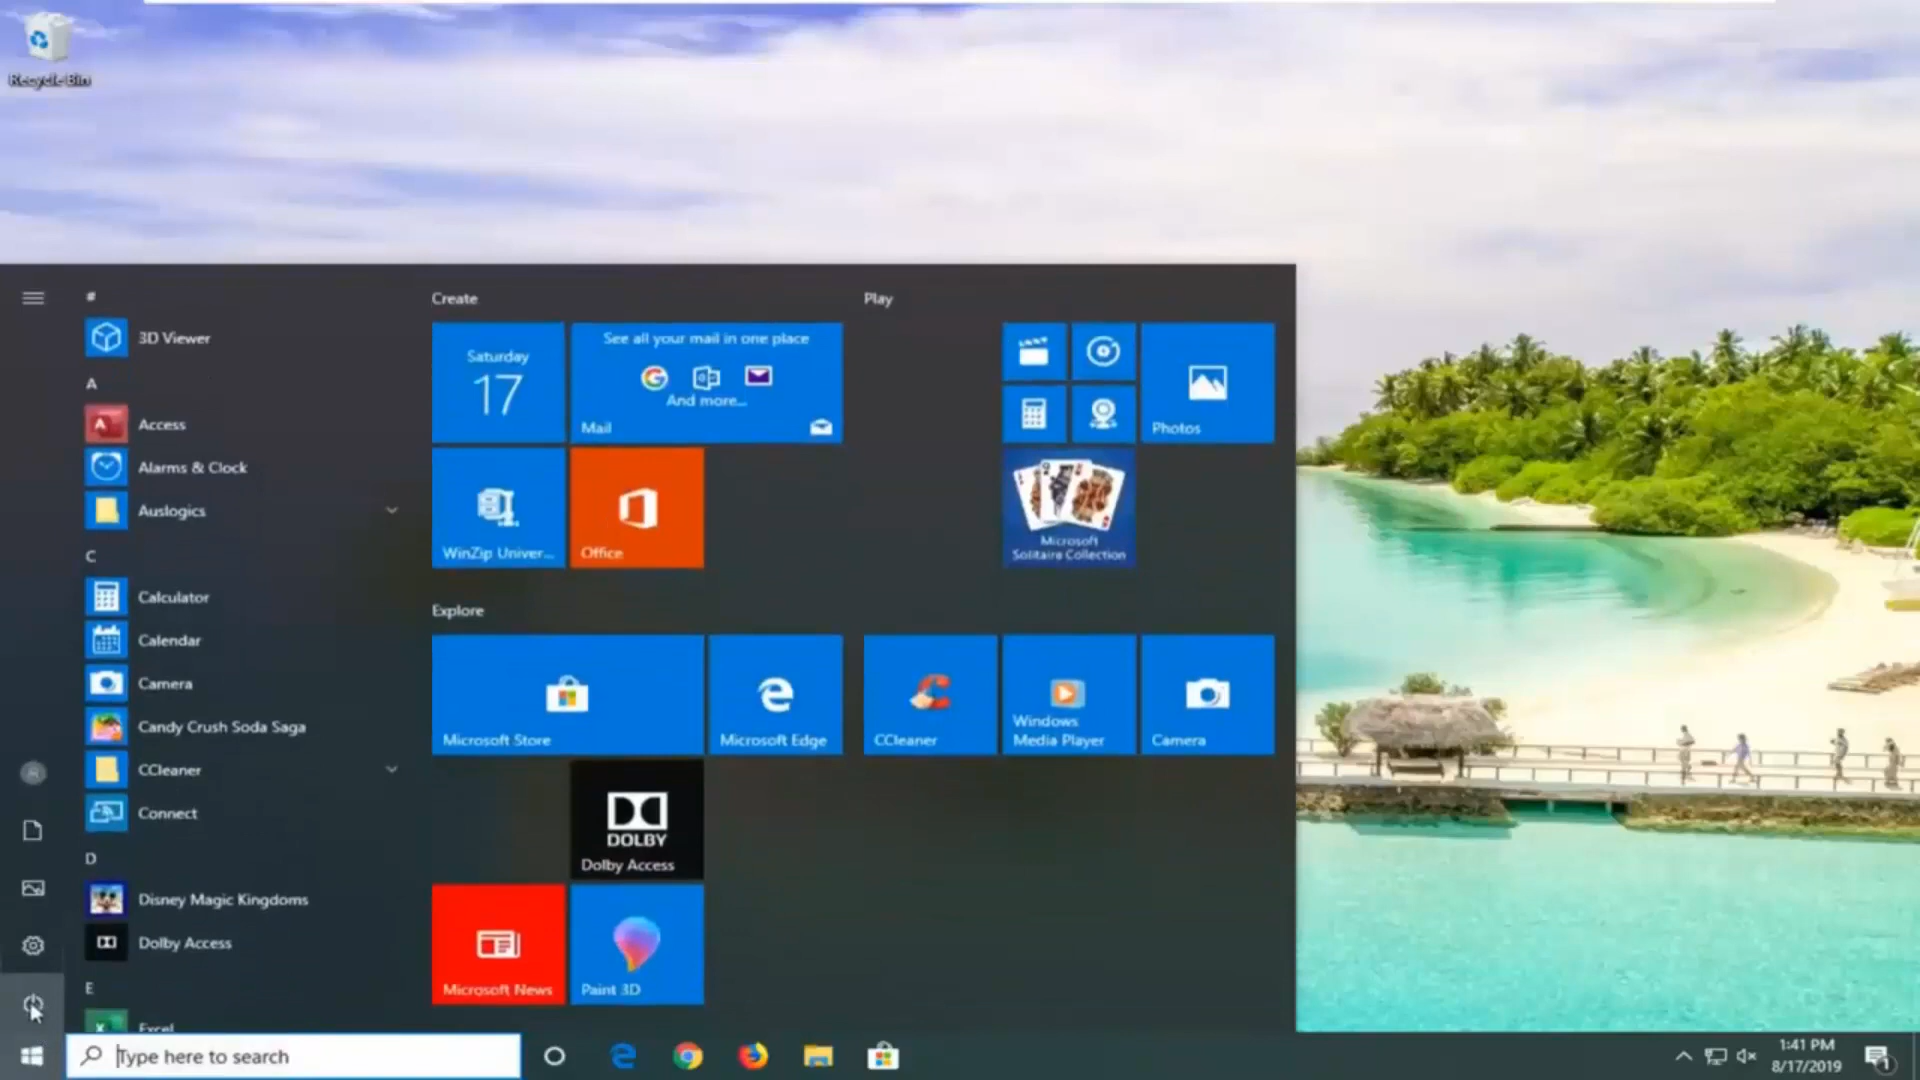 Recycle Bin
#
3D Viewer
A
Access
Alarms & Clock
Auslogics
C
Calculator
Calendar
Camera
Candy Crush Soda Saga
CCleaner
Connect
D
Disney Magic Kingdoms
Dolby Access
E
Excel
Create
Saturday
17
See all your mail in one place
And more...
Mail
WinZip Univer...
Office
Explore
Microsoft Store
Microsoft Edge
DOLBY
Dolby Access
Microsoft News
Paint 3D
Play
Photos
Microsoft
Solitaire Collection
CCleaner
Windows
Media Player
Camera
Type here to search
1:41 PM
8/17/2019
1